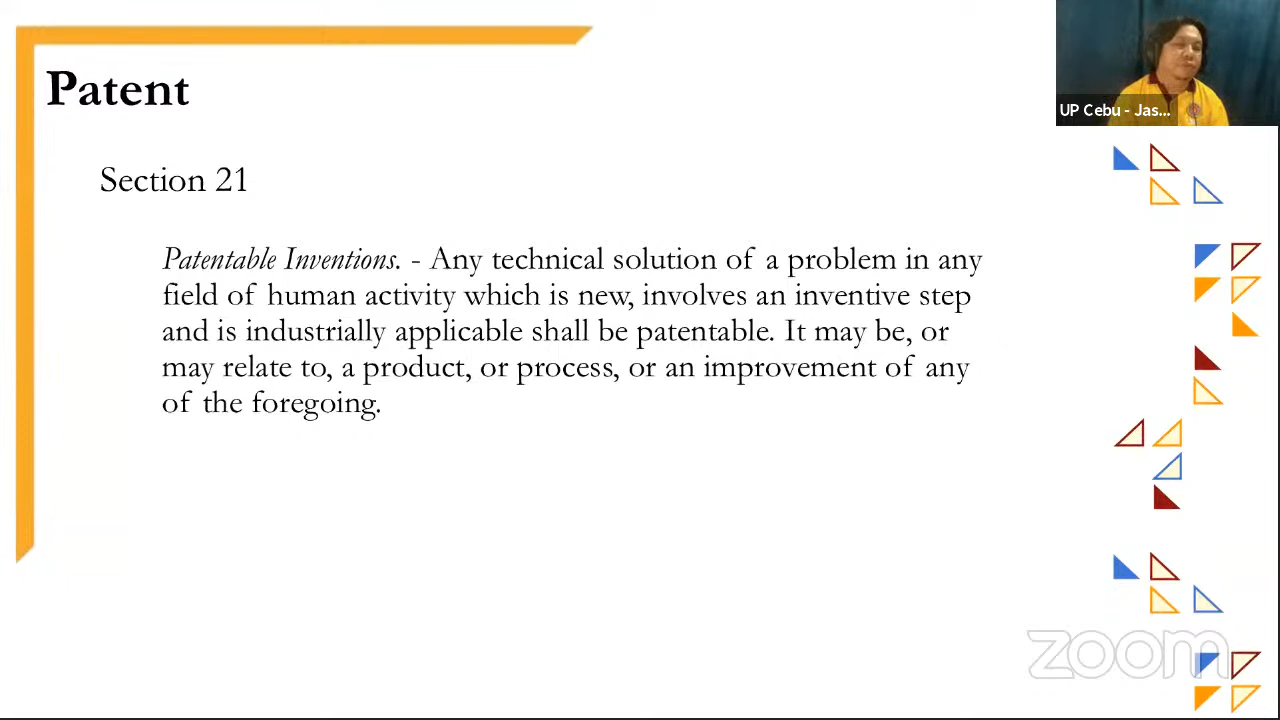 Patent
UP Cebu - Jas...
Section 21
Patentable Inventions. - Any technical solution of a problem in any
field of human activity which is new, involves an inventive step
and is industrially applicable shall be patentable. It may be, or
may relate to, a product, or process, or an improvement of any
of the foregoing.
zoom